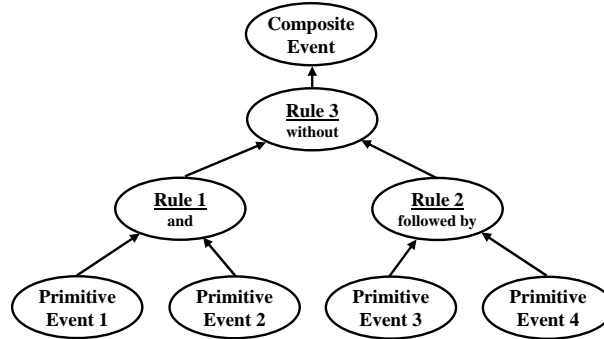 Composite
Event
Rule 3
without
Rule 1
and
Rule 2
followed by
Primitive
Event 1
Primitive
Event 2
Primitive
Event 3
Primitive
Event 4